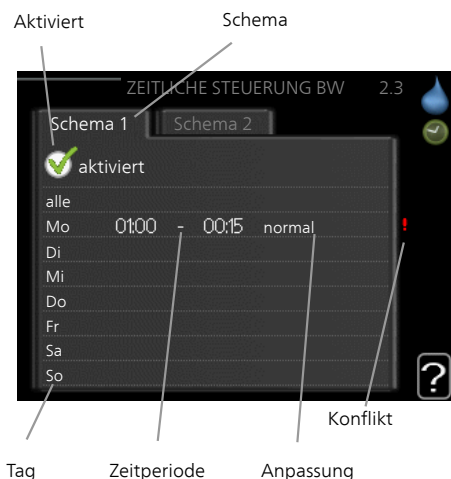 Aktiviert Schema
ZEITLICHE STEUERUNG BW 2.3
Schema 1 Schema 2
aktiviert
alle
Mo 01:00 - 00:15 normal !
Di
Mi
Do
Fr
Sa
So
?
Konflikt
Tag Zeitperiode Anpassung